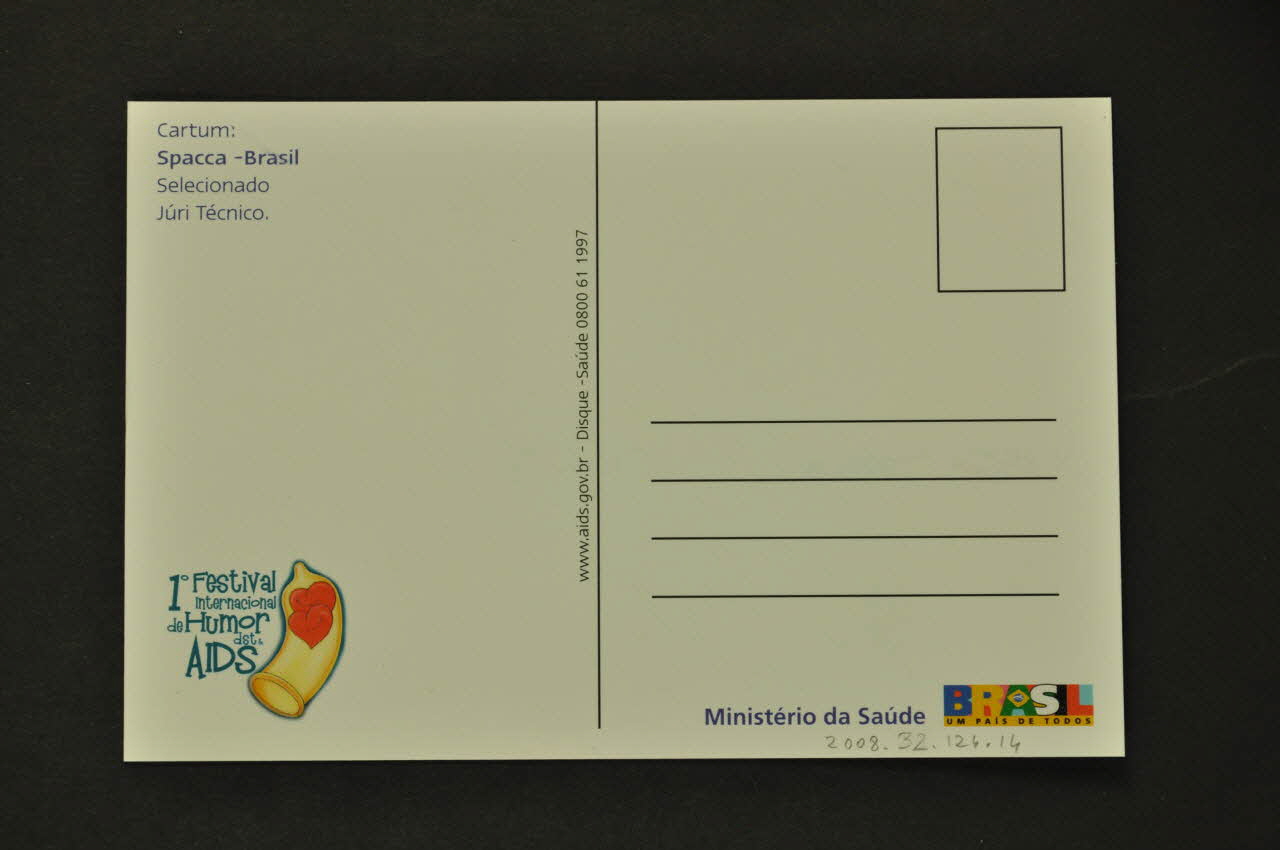 Cartum:
Spacca -Brasil
Selecionado
Júri Técnico.
www.aids.gov.br - Disque -Saúde 0800 61 1997
1º Festival
Internacional
de Humor
dst &
AIDS
Ministério da Saúde
BRASIL
UM PAÍS DE TODOS
2008.32.124.14